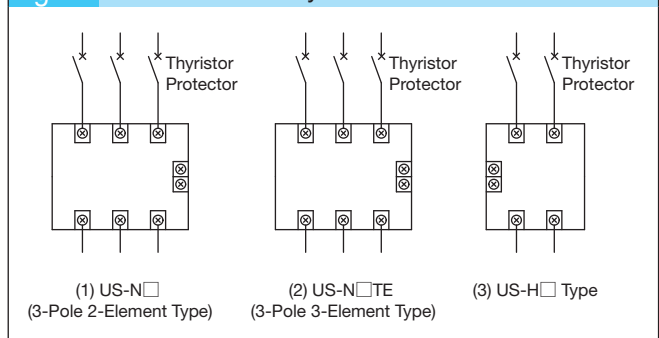 Thyristor
Protector
Thyristor
Protector
Thyristor
Protector
(1) US-N□
(3-Pole 2-Element Type)
(2) US-N□TE
(3-Pole 3-Element Type)
(3) US-H□ Type